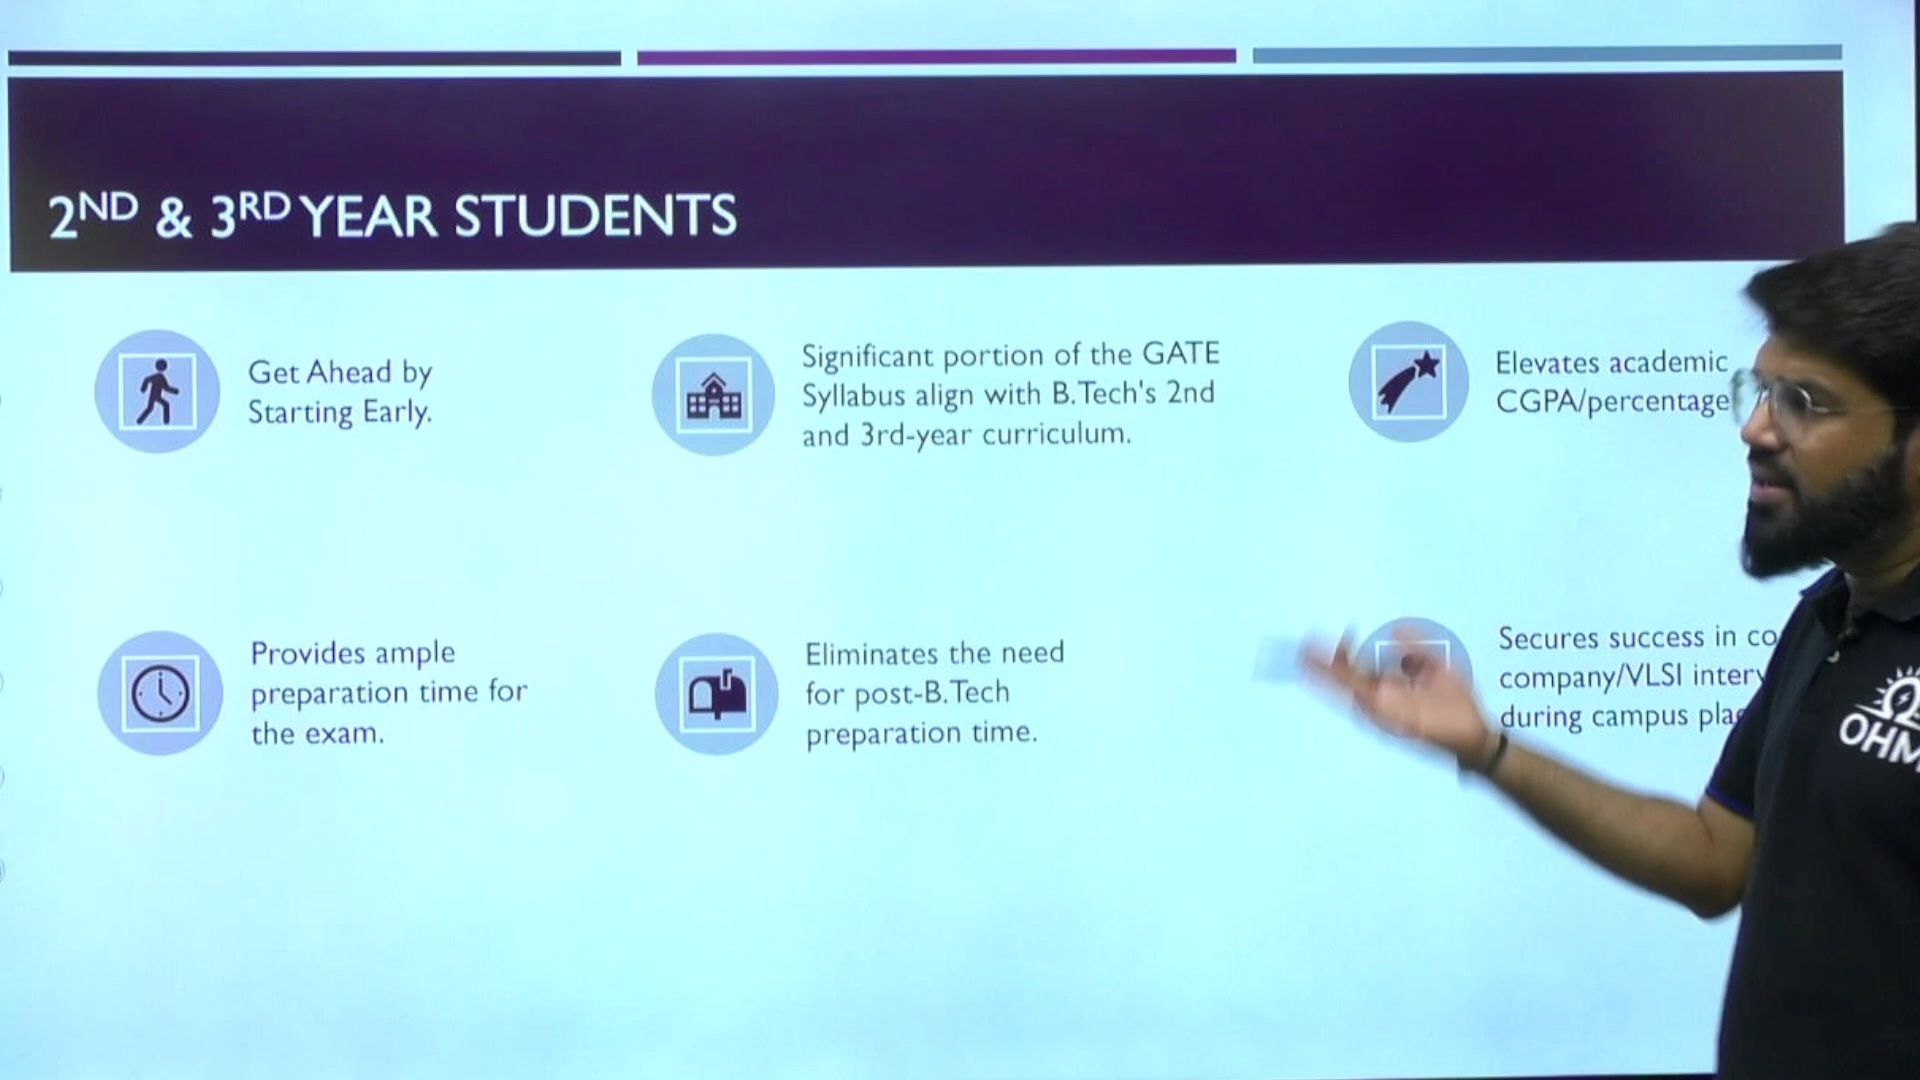 2ND & 3RD YEAR STUDENTS
Get Ahead by
Starting Early.
Significant portion of the GATE
Syllabus align with B.Tech's 2nd
and 3rd-year curriculum.
Elevates academic
CGPA/percentage
Provides ample
preparation time for
the exam.
Eliminates the need
for post-B.Tech
preparation time.
Secures success in
company/VLSI
during campus
OHM